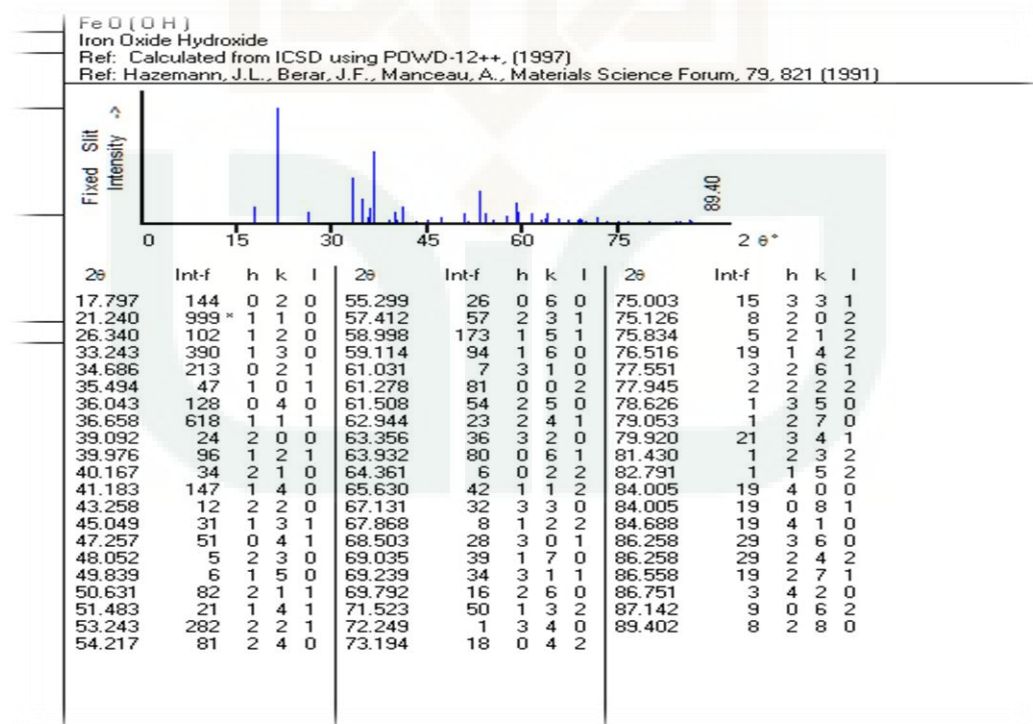 Fe O ( O H )
Iron Oxide Hydroxide
Ref: Calculated from ICSD using POWD-12++, (1997)
Ref: Hazemann, J.L., Berar, J.F., Manceau, A., Materials Science Forum, 79, 821 (1991)
Fixed Slit
Intensity ->
89.40
0 15 30 45 60 75 2 θ°
2θ Int-f h k l 2θ Int-f h k l 2θ Int-f h k l
17.797 144 0 2 0 55.299 26 0 6 0 75.003 15 3 3 1
21.240 999 * 1 1 0 57.412 57 2 3 1 75.126 8 2 0 2
26.340 102 1 2 0 58.998 173 1 5 1 75.834 5 2 1 2
33.243 390 1 3 0 59.114 94 1 6 0 76.516 19 1 4 2
34.686 213 0 2 1 61.031 7 3 1 0 77.551 3 2 6 1
35.494 47 1 0 1 61.278 81 0 0 2 77.945 2 2 2 2
36.043 128 0 4 0 61.508 54 2 5 0 78.626 1 3 5 0
36.658 618 1 1 1 62.944 23 2 4 1 79.053 1 2 7 0
39.092 24 2 0 0 63.356 36 3 2 0 79.920 21 3 4 1
39.976 96 1 2 1 63.932 80 0 6 1 81.430 1 2 3 2
40.167 34 2 1 0 64.361 6 0 2 2 82.791 1 1 5 2
41.183 147 1 4 0 65.630 42 1 1 2 84.005 19 4 0 0
43.258 12 2 2 0 67.131 32 3 3 0 84.005 19 0 8 1
45.049 31 1 3 1 67.868 8 1 2 2 84.688 19 4 1 0
47.257 51 0 4 1 68.503 28 3 0 1 86.258 29 3 6 0
48.052 5 2 3 0 69.035 39 1 7 0 86.258 29 2 4 2
49.839 6 1 5 0 69.239 34 3 1 1 86.558 19 2 7 1
50.631 82 2 1 1 69.792 16 2 6 0 86.751 3 4 2 0
51.483 21 1 4 1 71.523 50 1 3 2 87.142 9 0 6 2
53.243 282 2 2 1 72.249 1 3 4 0 89.402 8 2 8 0
54.217 81 2 4 0 73.194 18 0 4 2